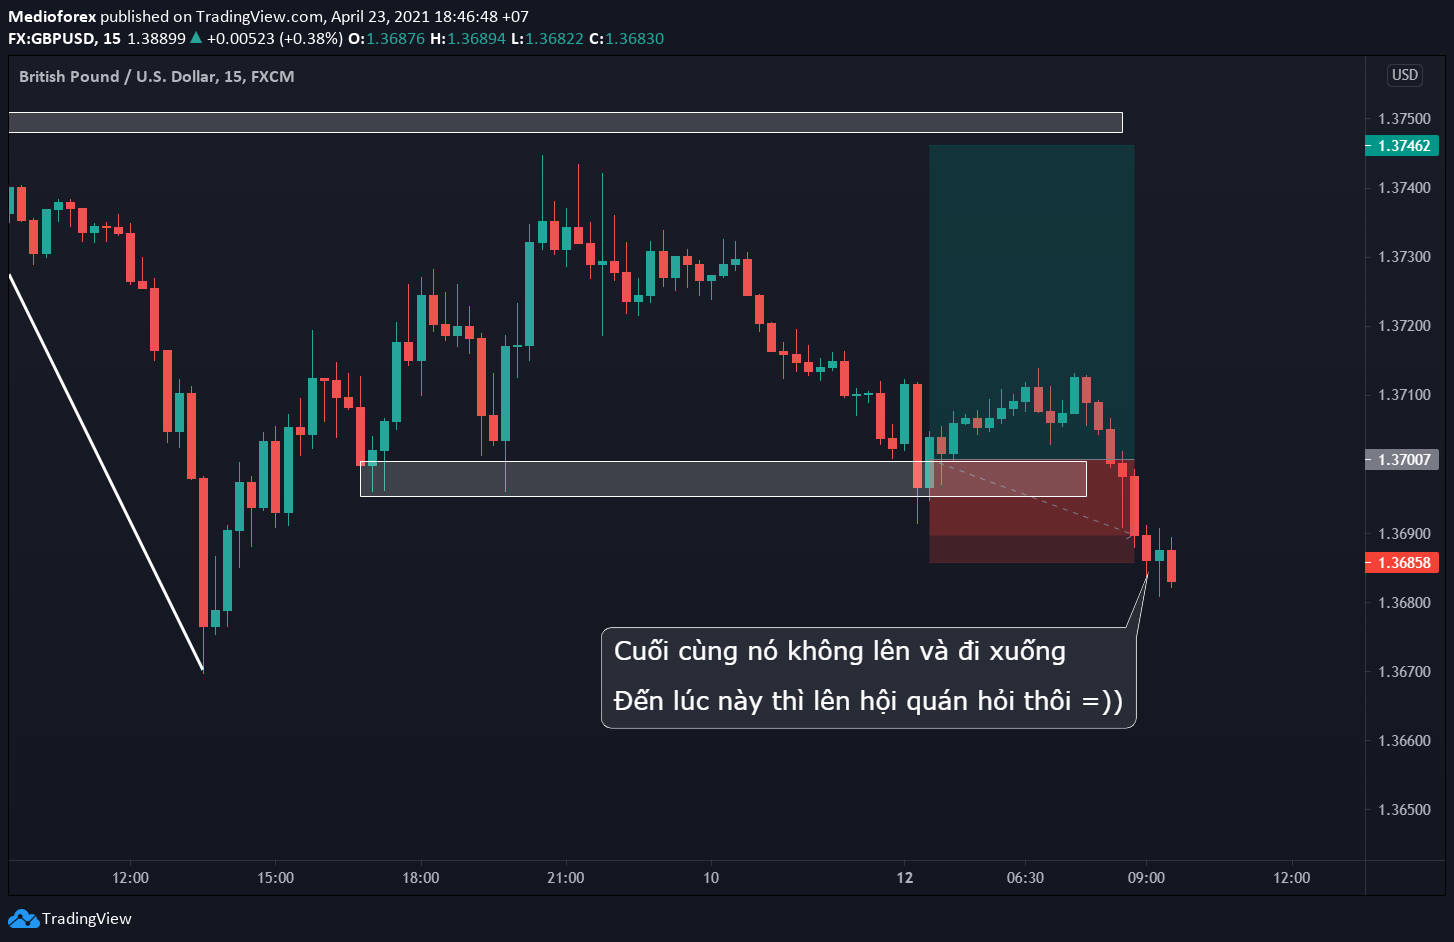 Medioforex published on TradingView.com, April 23, 2021 18:46:48 +07
FX:GBPUSD, 15 1.38899 ▲ +0.00523 (+0.38%) O:1.36876 H:1.36894 L:1.36822 C:1.36830
British Pound / U.S. Dollar, 15, FXCM
USD
1.37500
1.37462
1.37400
1.37300
1.37200
1.37100
1.37007
1.36900
1.36858
1.36800
1.36700
1.36600
1.36500
Cuối cùng nó không lên và đi xuống
Đến lúc này thì lên hội quán hỏi thôi =))
12:00 15:00 18:00 21:00 10 12 06:30 09:00 12:00
TradingView